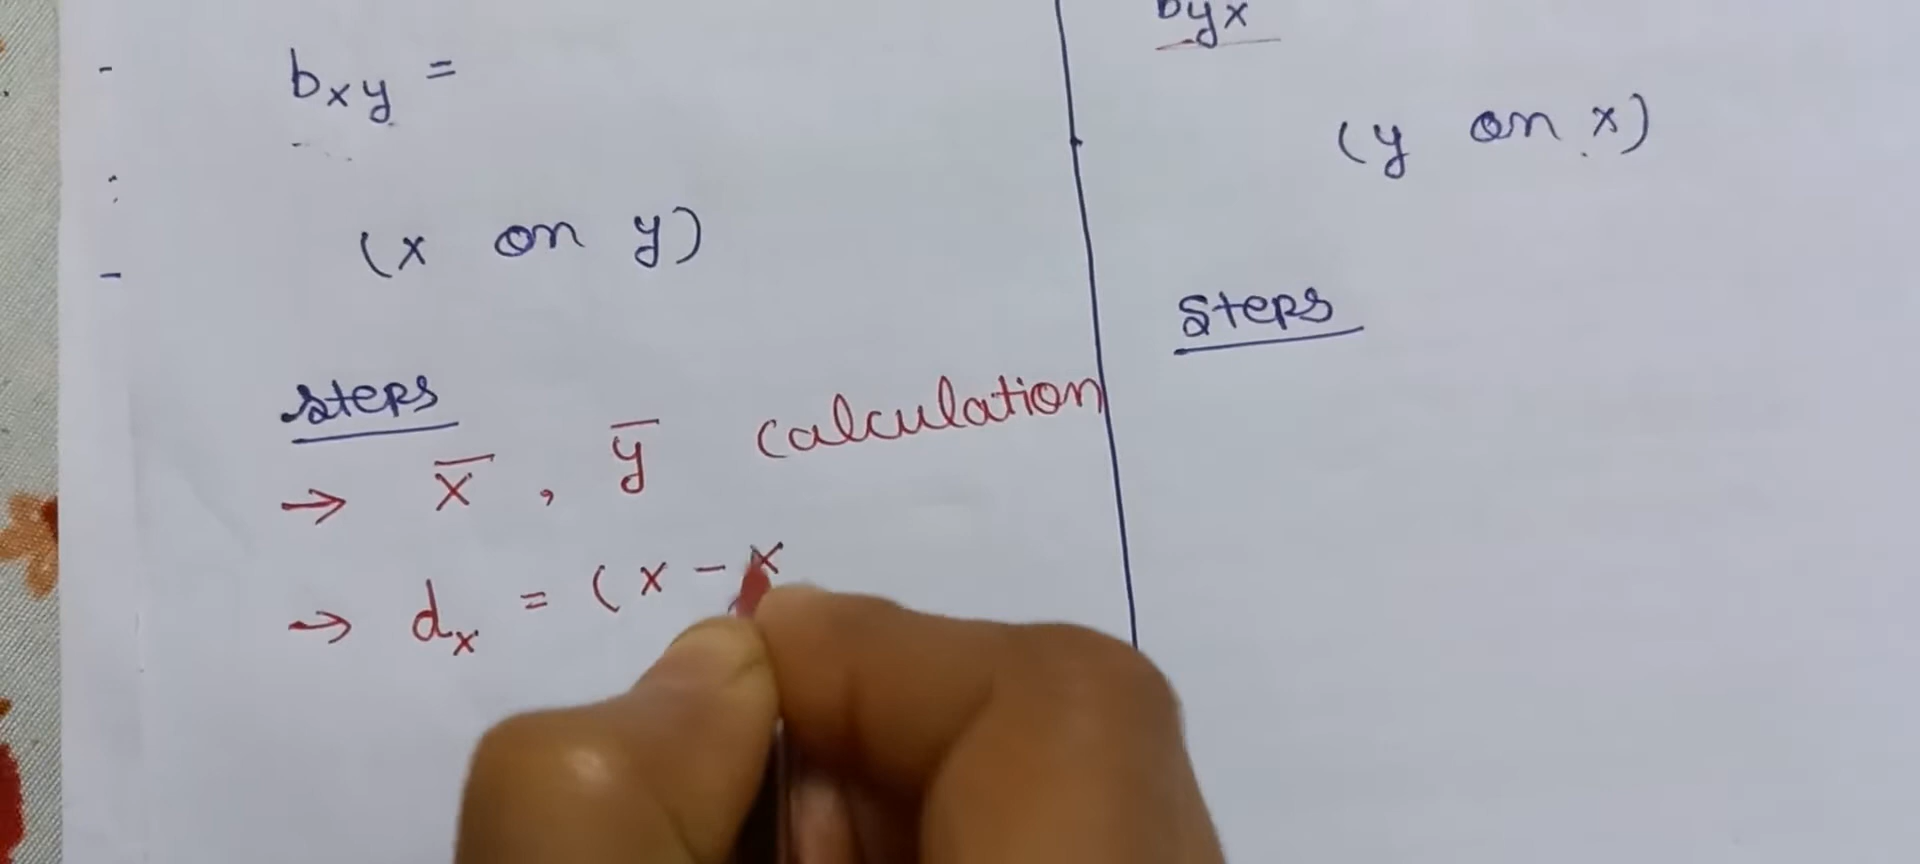 bxy =
(x on y)
steps
→ x̅ , y̅ calculation
→ dx = (x - x
byx
(y on x)
Steps